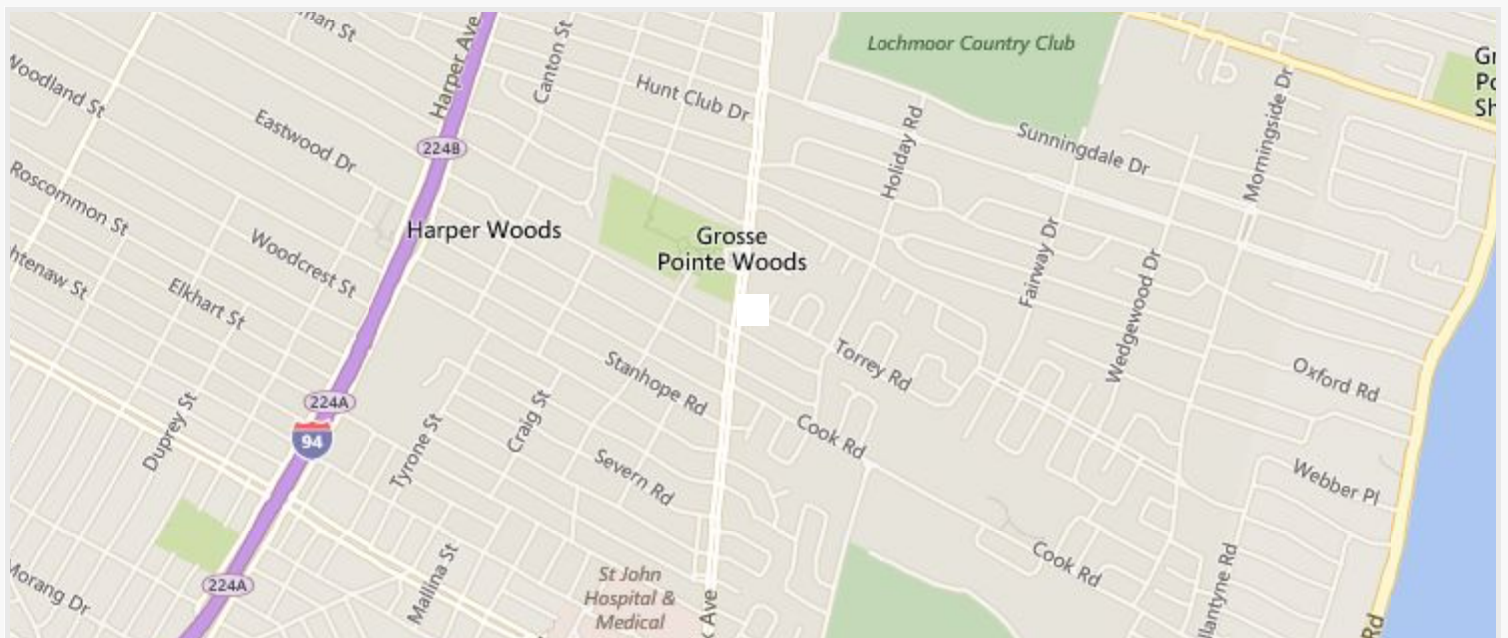 Lochmoor Country Club
Harper Ave
Canton St
Woodland St
Hunt Club Dr
Eastwood Dr
224B
Holiday Rd
Sunningdale Dr
Morningside Dr
Roscommon St
Harper Woods
Grosse
Pointe Woods
Woodcrest St
Elkhart St
Fairway Dr
Wedgewood Dr
Torrey Rd
Oxford Rd
Stanhope Rd
224A
94
Duprey St
Tyrone St
Craig St
Cook Rd
Severn Rd
Webber Pl
Cook Rd
Mallina St
224A
Morang Dr
St John
Hospital &
Medical
Ave
Rd